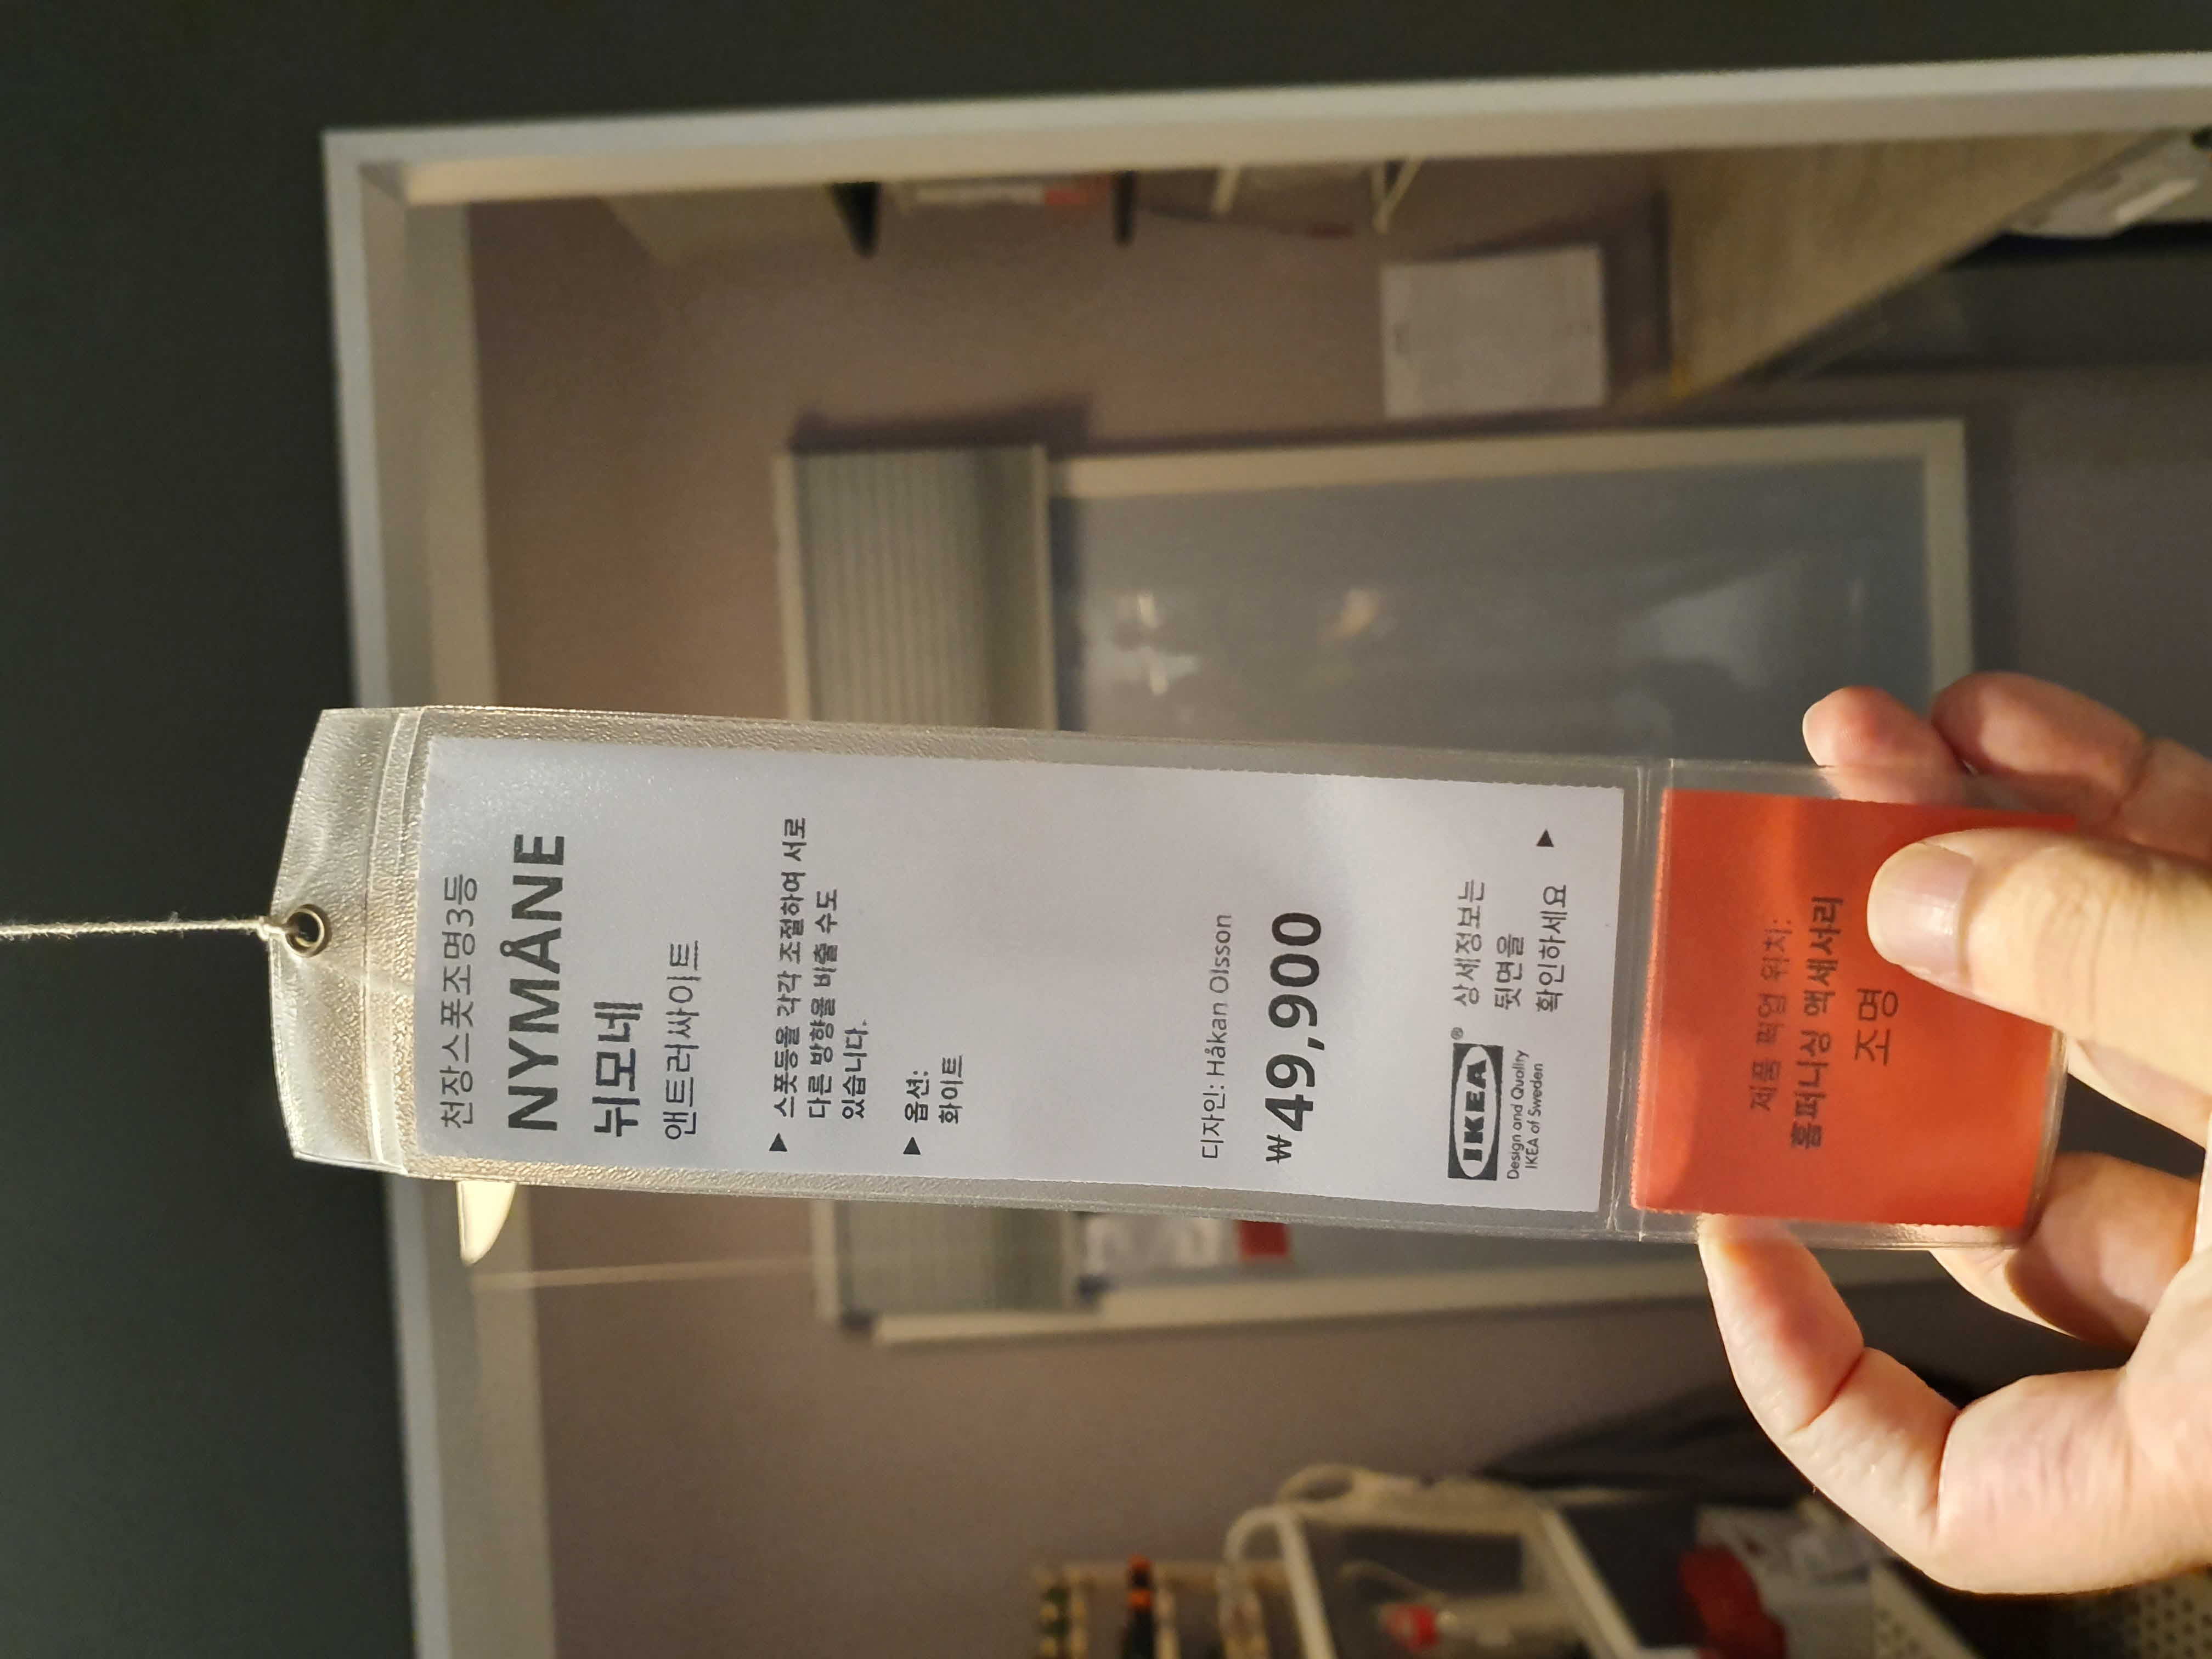 천장스폿조명3등
NYMÅNE
뉘모네
앤트러싸이트
▶ 스폿등을 각각 조절하여 서로
다른 방향을 비출 수도
있습니다.
▶ 옵션:
화이트
디자인: Håkan Olsson
₩49,900
IKEA®
Design and Quality
IKEA of Sweden
상세정보는
뒷면을
확인하세요 ▶
제품 픽업 위치:
홈퍼니싱 액세서리
조명